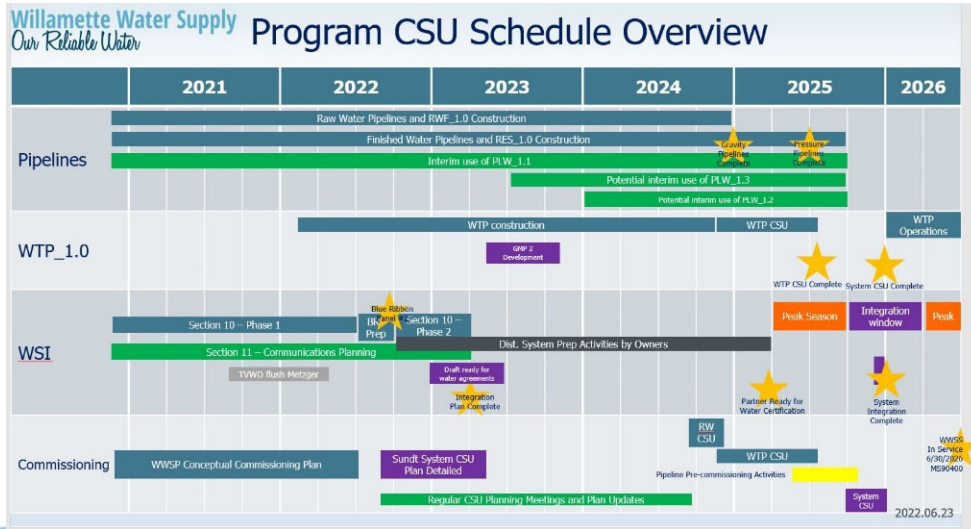 Willamette Water Supply
Our Reliable Water
Program CSU Schedule Overview
2021 2022 2023 2024 2025 2026
Pipelines
Raw Water Pipelines and RWF_1.0 Construction
Finished Water Pipelines and RES_1.0 Construction
Interim use of PLW_1.1
Potential interim use of PLW_1.3
Potential interim use of PLW_1.2
Gravity
Pipelines
Complete
Pressure
Pipelines
Complete
WTP_1.0
WTP construction
WTP CSU
WTP
Operations
GMP 2
Development
WTP CSU Complete
System CSU Complete
WSI
Section 10 – Phase 1
Blue Ribbon
Panel
Prep
Section 10 –
Phase 2
Section 11 – Communications Planning
Dist. System Prep Activities by Owners
TVWD flush Metzger
Draft ready for
water agreements
Integration
Plan Complete
Peak Season
Integration
window
Peak
Partner Ready for
Water Certification
System
Integration
Complete
Commissioning
WWSP Conceptual Commissioning Plan
Sundt System CSU
Plan Detailed
RW
CSU
WTP CSU
Pipeline Pre-commissioning Activities
Regular CSU Planning Meetings and Plan Updates
System
CSU
WWSS
In Service
6/30/2026
MS90400
2022.06.23